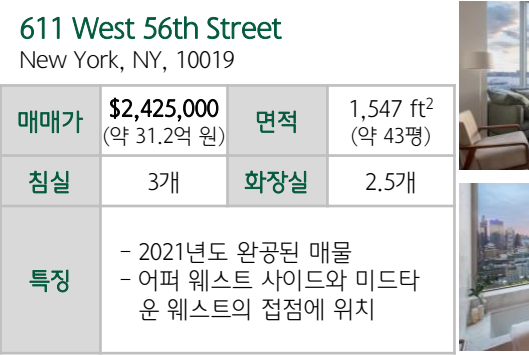 611 West 56th Street
New York, NY, 10019
매매가 $2,425,000 (약 31.2억 원) 면적 1,547 ft² (약 43평)
침실 3개 화장실 2.5개
특징
- 2021년도 완공된 매물
- 어퍼 웨스트 사이드와 미드타
운 웨스트의 접점에 위치